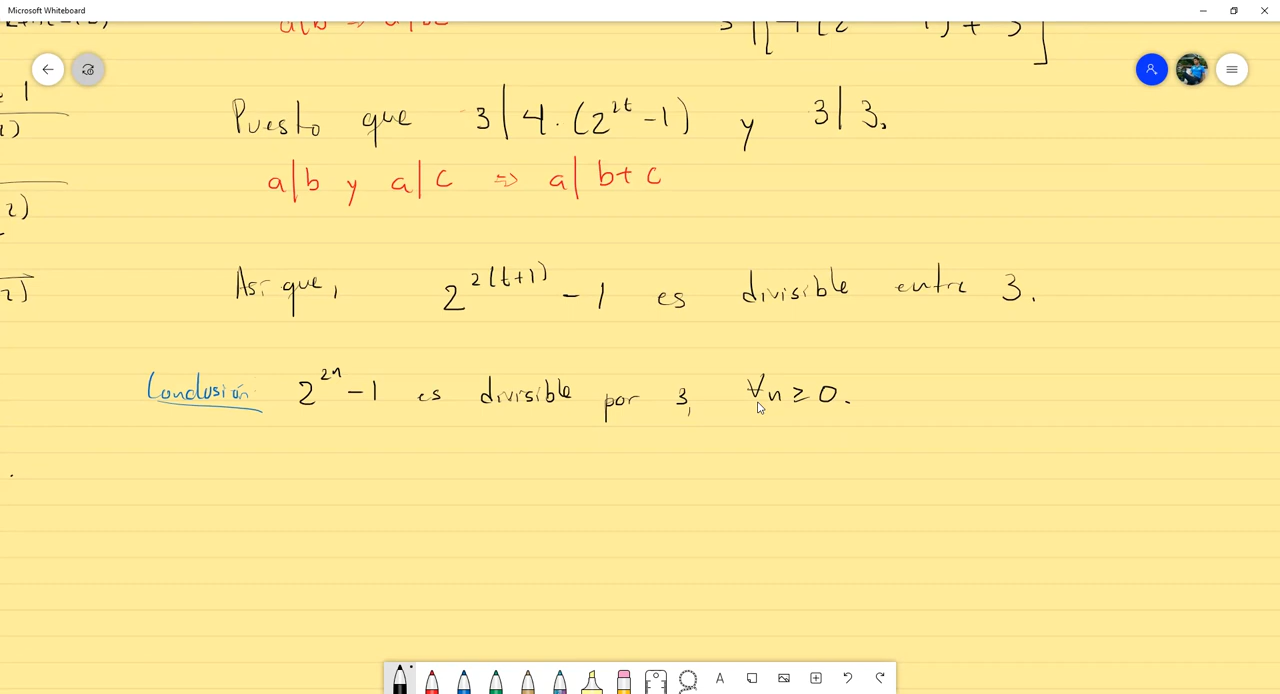 Microsoft Whiteboard
a|b ⇒ a|bc
Puesto que 3|4·(2^{2t}-1) y 3|3.
a|b y a|c ⇒ a|b+c
Así que, 2^{2(t+1)}-1 es divisible entre 3.
Conclusión: 2^{2n}-1 es divisible por 3, ∀n≥0.